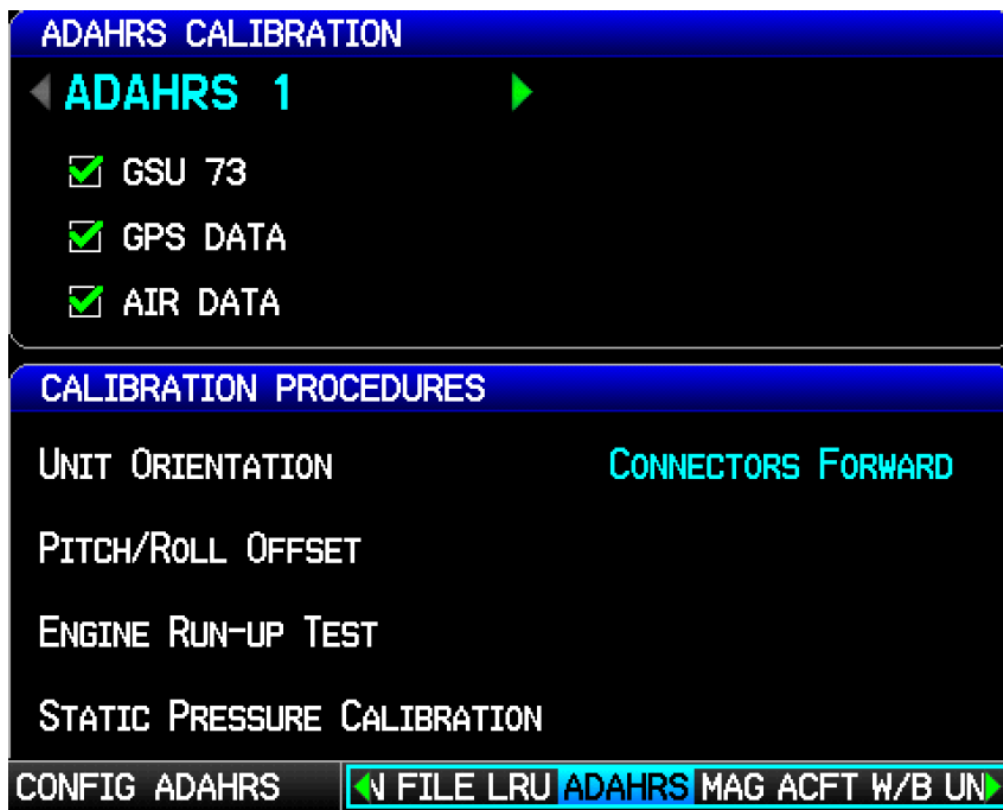 ADAHRS CALIBRATION
ADAHRS 1
GSU 73
GPS DATA
AIR DATA
CALIBRATION PROCEDURES
UNIT ORIENTATION CONNECTORS FORWARD
PITCH/ROLL OFFSET
ENGINE RUN-UP TEST
STATIC PRESSURE CALIBRATION
CONFIG ADAHRS N FILE LRU ADAHRS MAG ACFT W/B UN